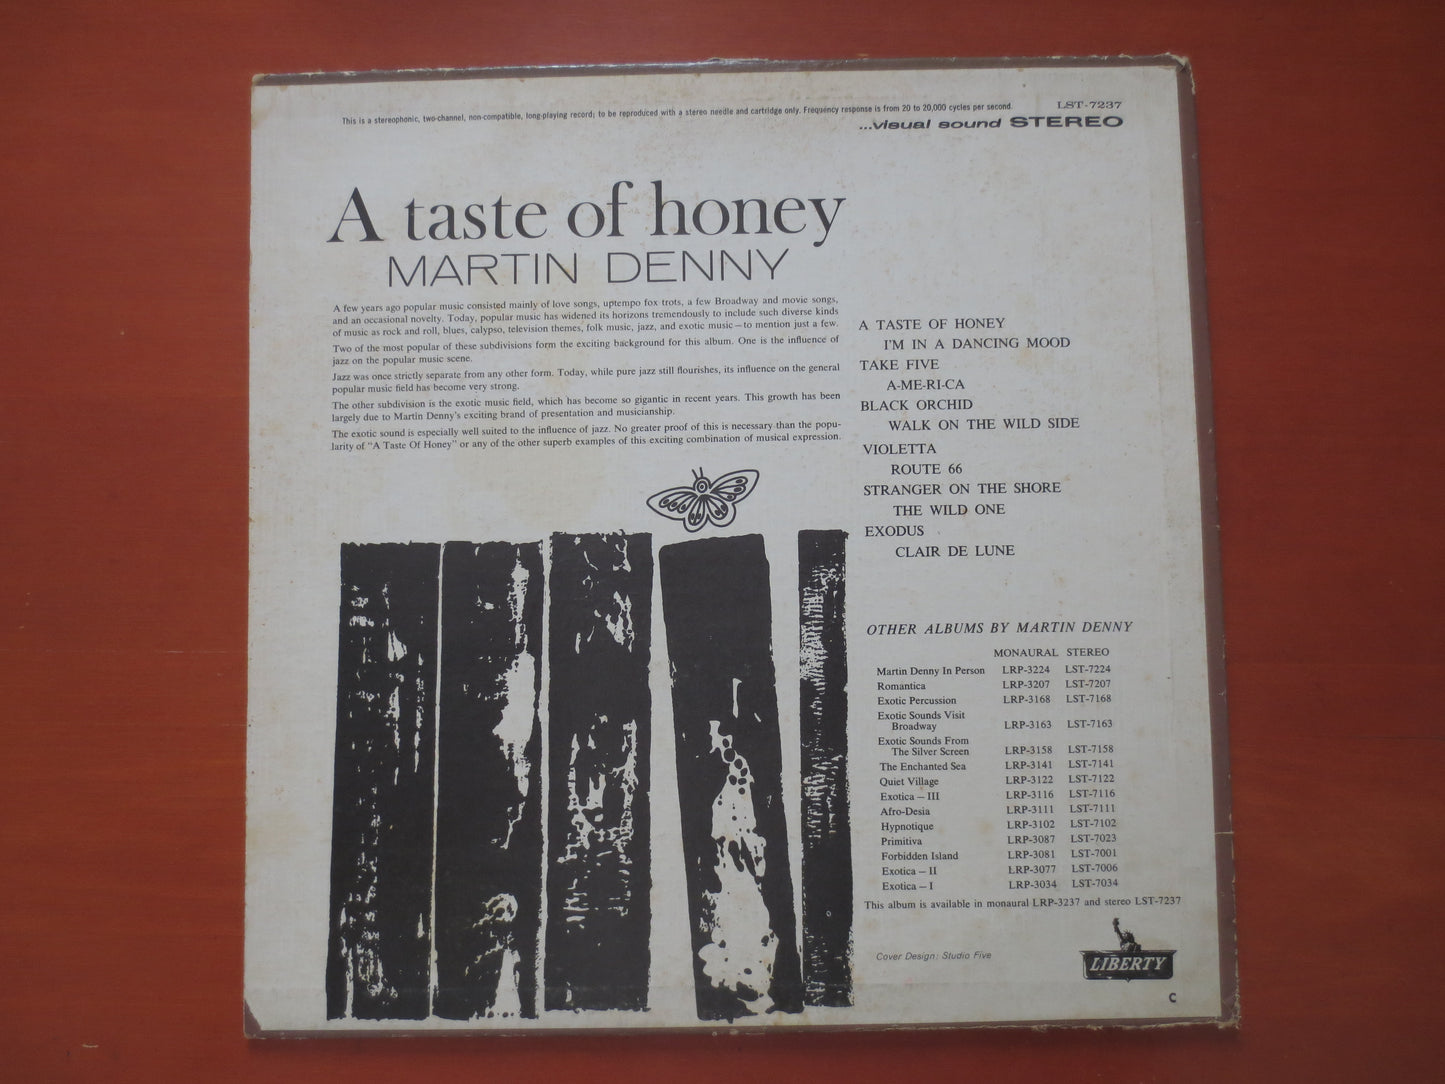 This is a stereophonic, two-channel, non-compatible, long-playing record; to be reproduced with a stereo needle and cartridge only. Frequency response is from 20 to 20,000 cycles per second.
LST-7237
...visual sound STEREO
A taste of honey
MARTIN DENNY
A few years ago popular music consisted mainly of love songs, uptempo fox trots, a few Broadway and movie songs,
and an occasional novelty. Today, popular music has widened its horizons tremendously to include such diverse kinds
of music as rock and roll, blues, calypso, television themes, folk music, jazz, and exotic music — to mention just a few.
Two of the most popular of these subdivisions form the exciting background for this album. One is the influence of
jazz on the popular music scene.
Jazz was once strictly separate from any other form. Today, while pure jazz still flourishes, its influence on the general
popular music field has become very strong.
The other subdivision is the exotic music field, which has become so gigantic in recent years. This growth has been
largely due to Martin Denny's exciting brand of presentation and musicianship.
The exotic sound is especially well suited to the influence of jazz. No greater proof of this is necessary than the popu-
larity of "A Taste Of Honey" or any of the other superb examples of this exciting combination of musical expression.
A TASTE OF HONEY
I'M IN A DANCING MOOD
TAKE FIVE
A-ME-RI-CA
BLACK ORCHID
WALK ON THE WILD SIDE
VIOLETTA
ROUTE 66
STRANGER ON THE SHORE
THE WILD ONE
EXODUS
CLAIR DE LUNE
OTHER ALBUMS BY MARTIN DENNY
MONAURAL STEREO
Martin Denny In Person LRP-3224 LST-7224
Romantica LRP-3207 LST-7207
Exotic Percussion LRP-3168 LST-7168
Exotic Sounds Visit
Broadway LRP-3163 LST-7163
Exotic Sounds From
The Silver Screen LRP-3158 LST-7158
The Enchanted Sea LRP-3141 LST-7141
Quiet Village LRP-3122 LST-7122
Exotica — III LRP-3116 LST-7116
Afro-Desia LRP-3111 LST-7111
Hypnotique LRP-3102 LST-7102
Primitiva LRP-3087 LST-7023
Forbidden Island LRP-3081 LST-7001
Exotica — II LRP-3077 LST-7006
Exotica — I LRP-3034 LST-7034
This album is available in monaural LRP-3237 and stereo LST-7237
Cover Design: Studio Five
LIBERTY
C